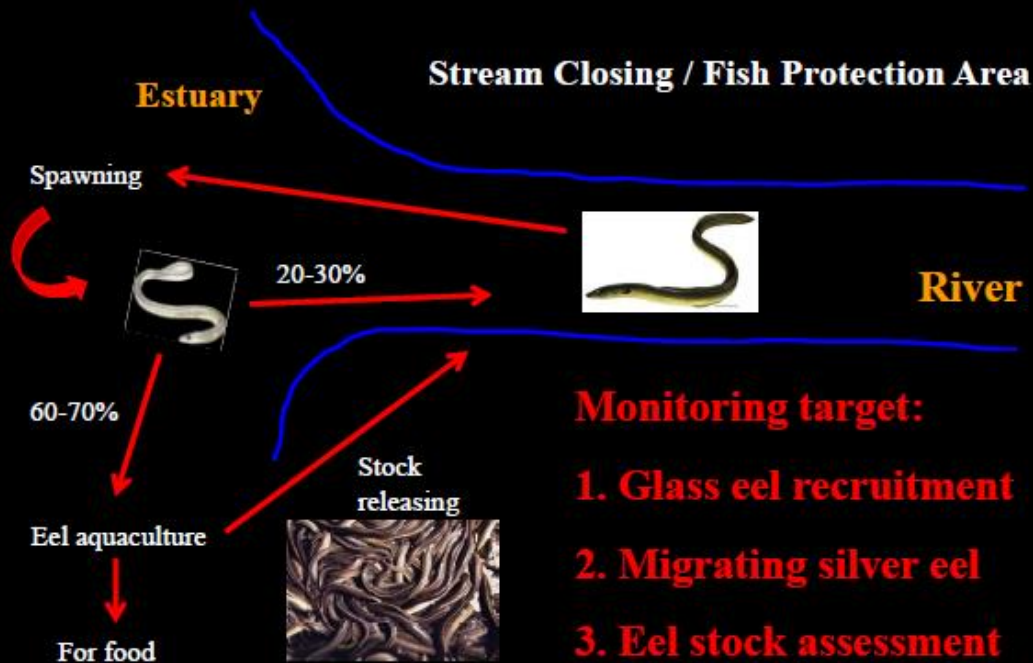 Stream Closing / Fish Protection Area
Estuary
Spawning
20-30%
River
60-70%
Stock
releasing
Eel aquaculture
For food
Monitoring target:
1. Glass eel recruitment
2. Migrating silver eel
3. Eel stock assessment